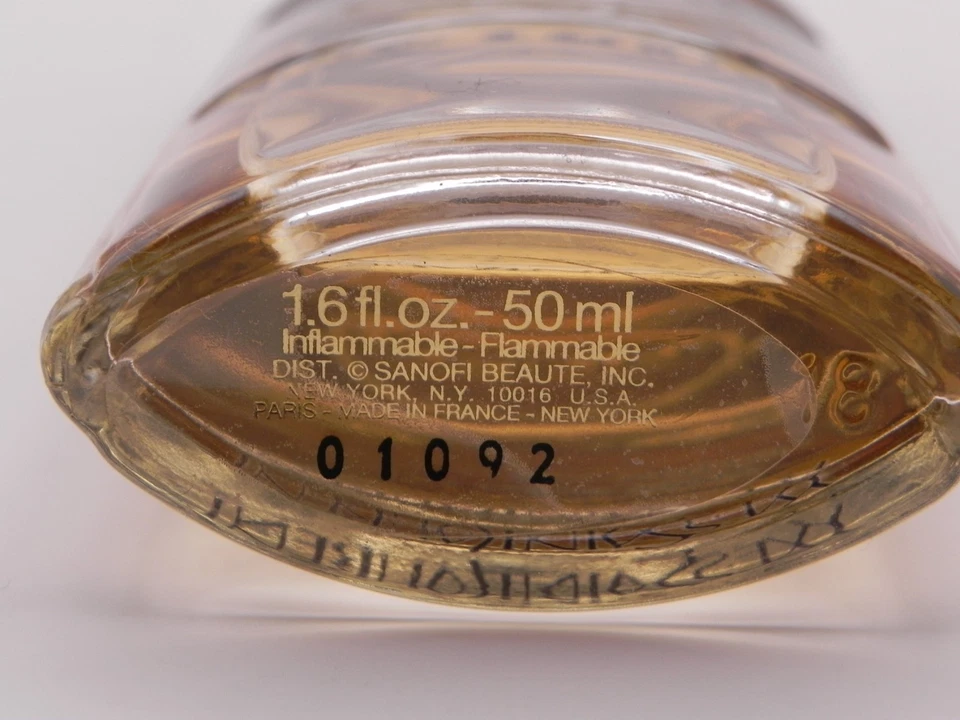 1.6 fl.oz.-50 ml
Inflammable-Flammable
DIST. © SANOFI BEAUTE, INC.
NEW YORK, N.Y. 10016 U.S.A.
PARIS - MADE IN FRANCE - NEW YORK
01092